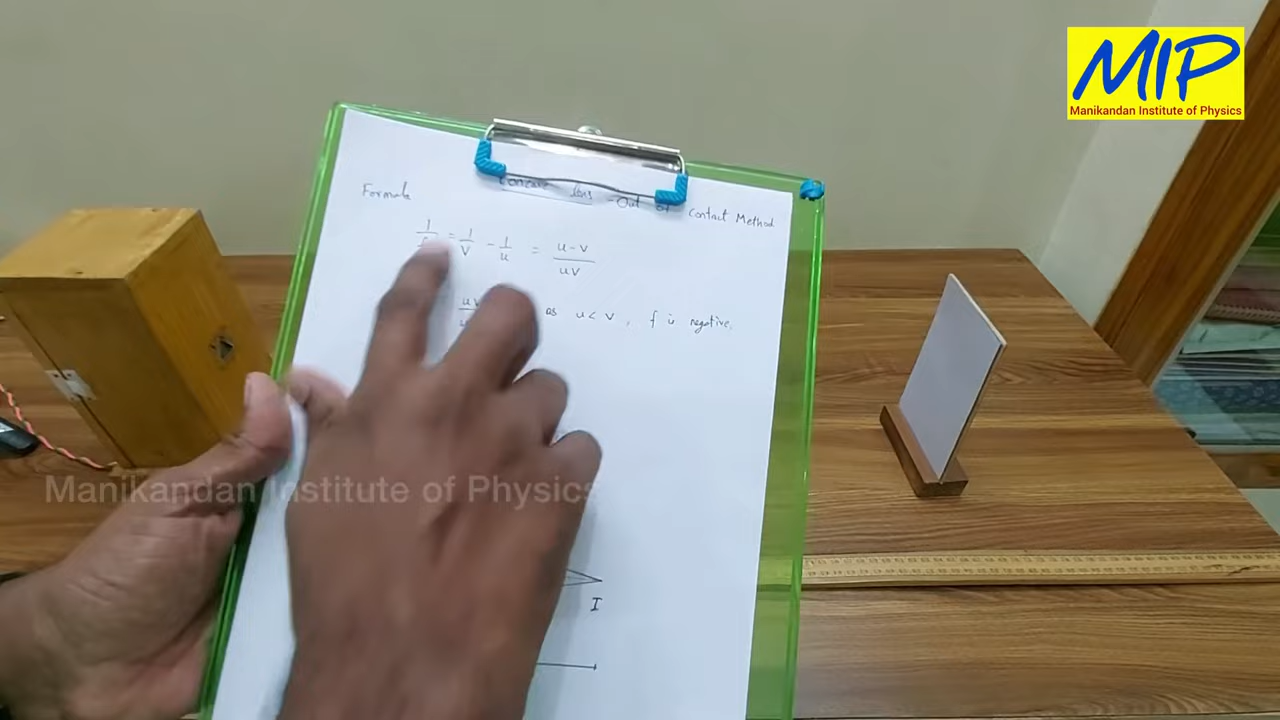 MIP
Manikandan Institute of Physics
Concave lens - Out of Contact Method
Formula
1/f = 1/v - 1/u = u-v/uv
as u < v, f is negative.
Manikandan Institute of Physics
I